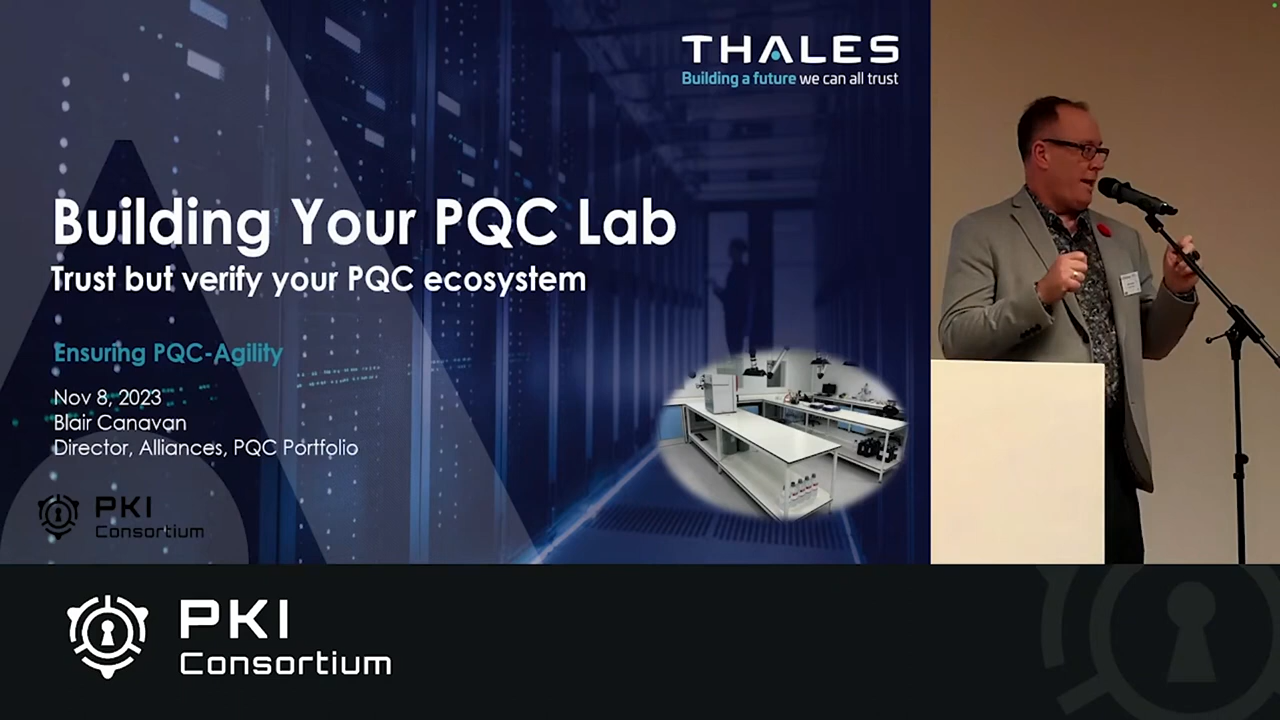 THALES
Building a future we can all trust
Building Your PQC Lab
Trust but verify your PQC ecosystem
Ensuring PQC-Agility
Nov 8, 2023
Blair Canavan
Director, Alliances, PQC Portfolio
PKI
Consortium
PKI
Consortium